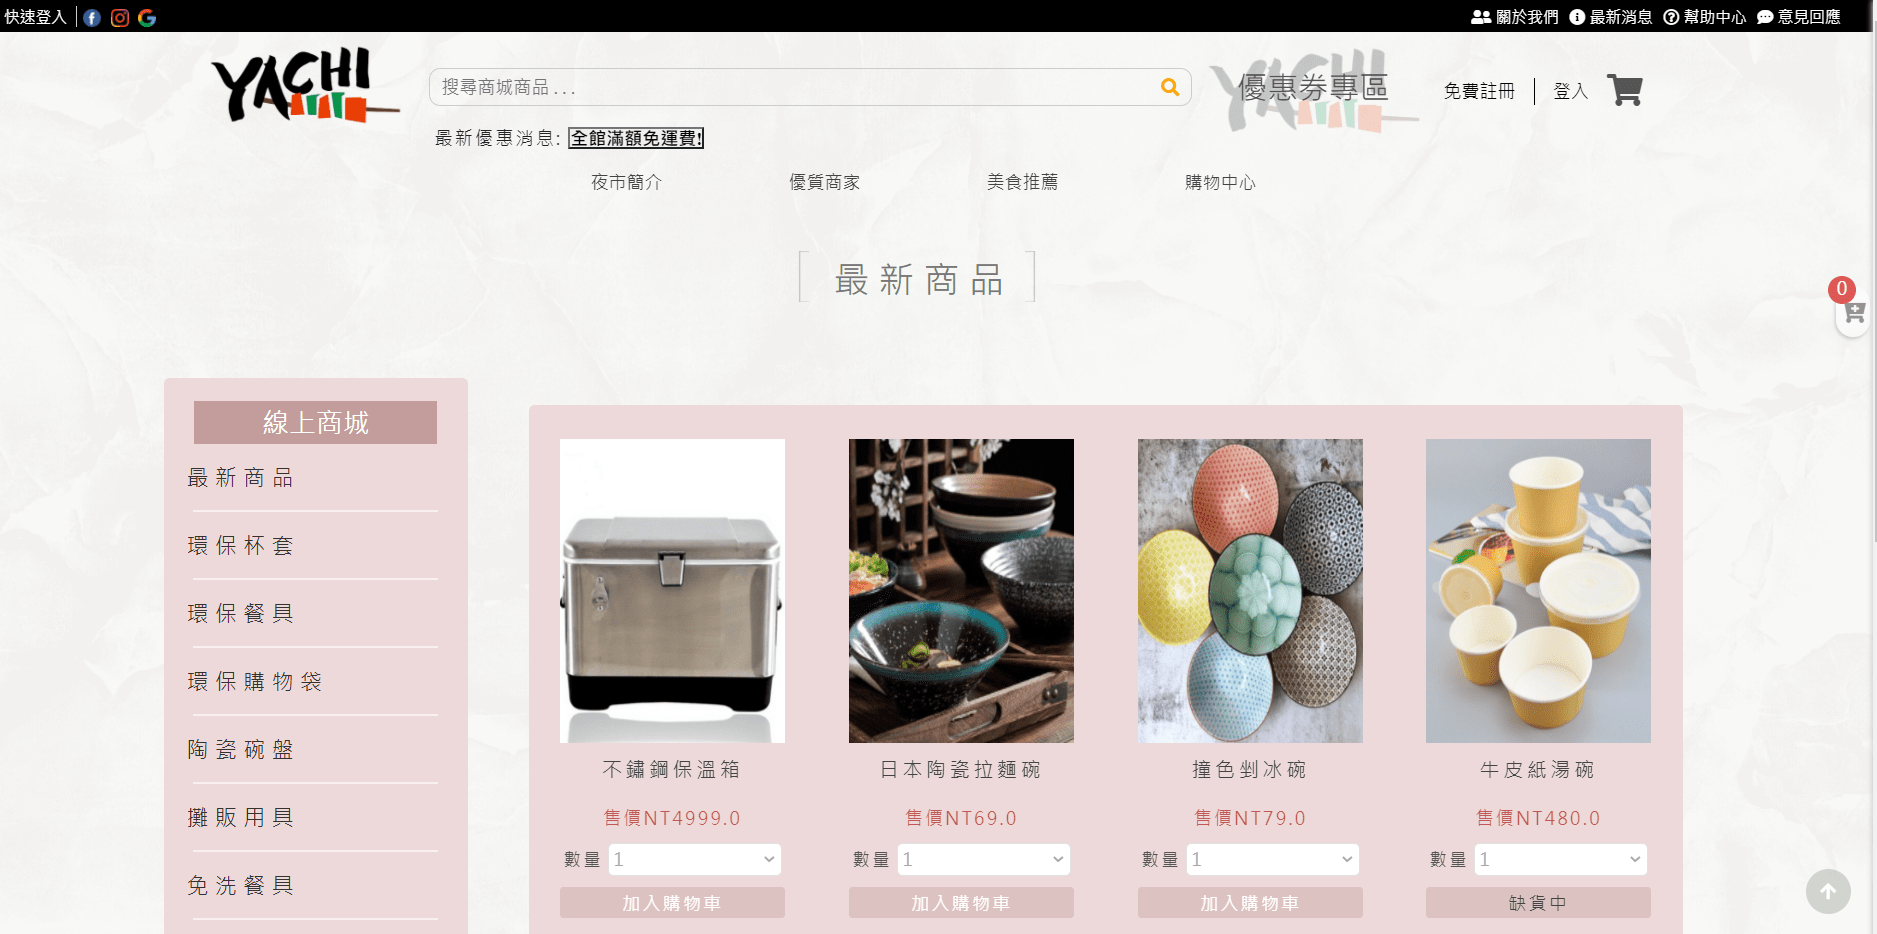 快速登入
關於我們 最新消息 幫助中心 意見回應
YACHI
搜尋商城商品 . . .
YACHI
優惠券專區
免費註冊 登入
最新優惠消息: 全館滿額免運費!
夜市簡介 優質商家 美食推薦 購物中心
最新商品
0
線上商城
最新商品
環保杯套
環保餐具
環保購物袋
陶瓷碗盤
攤販用具
免洗餐具
不鏽鋼保溫箱
售價NT4999.0
數量 1
加入購物車
日本陶瓷拉麵碗
售價NT69.0
數量 1
加入購物車
撞色剉冰碗
售價NT79.0
數量 1
加入購物車
牛皮紙湯碗
售價NT480.0
數量 1
缺貨中